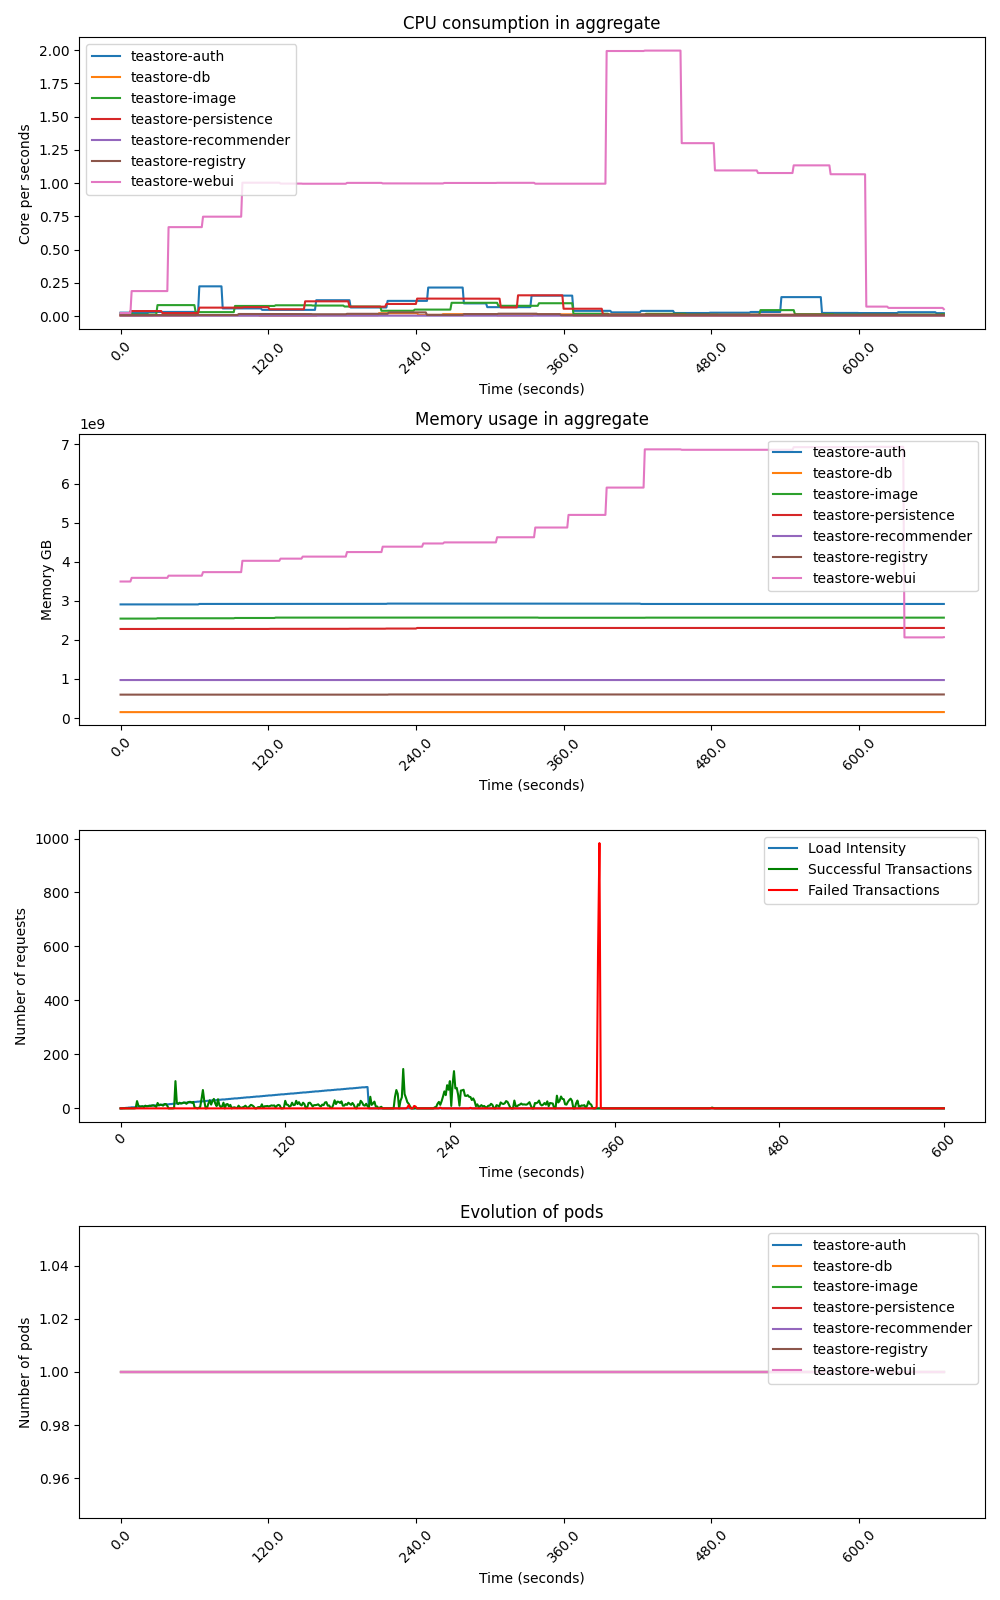 CPU consumption in aggregate
Core per seconds
2.00
1.75
1.50
1.25
1.00
0.75
0.50
0.25
0.00
teastore-auth
teastore-db
teastore-image
teastore-persistence
teastore-recommender
teastore-registry
teastore-webui
0.0
120.0
240.0
360.0
480.0
600.0
Time (seconds)
Memory usage in aggregate
1e9
Memory GB
7
6
5
4
3
2
1
0
teastore-auth
teastore-db
teastore-image
teastore-persistence
teastore-recommender
teastore-registry
teastore-webui
0.0
120.0
240.0
360.0
480.0
600.0
Time (seconds)
Number of requests
1000
800
600
400
200
0
Load Intensity
Successful Transactions
Failed Transactions
0
120
240
360
480
600
Time (seconds)
Evolution of pods
Number of pods
1.04
1.02
1.00
0.98
0.96
teastore-auth
teastore-db
teastore-image
teastore-persistence
teastore-recommender
teastore-registry
teastore-webui
0.0
120.0
240.0
360.0
480.0
600.0
Time (seconds)